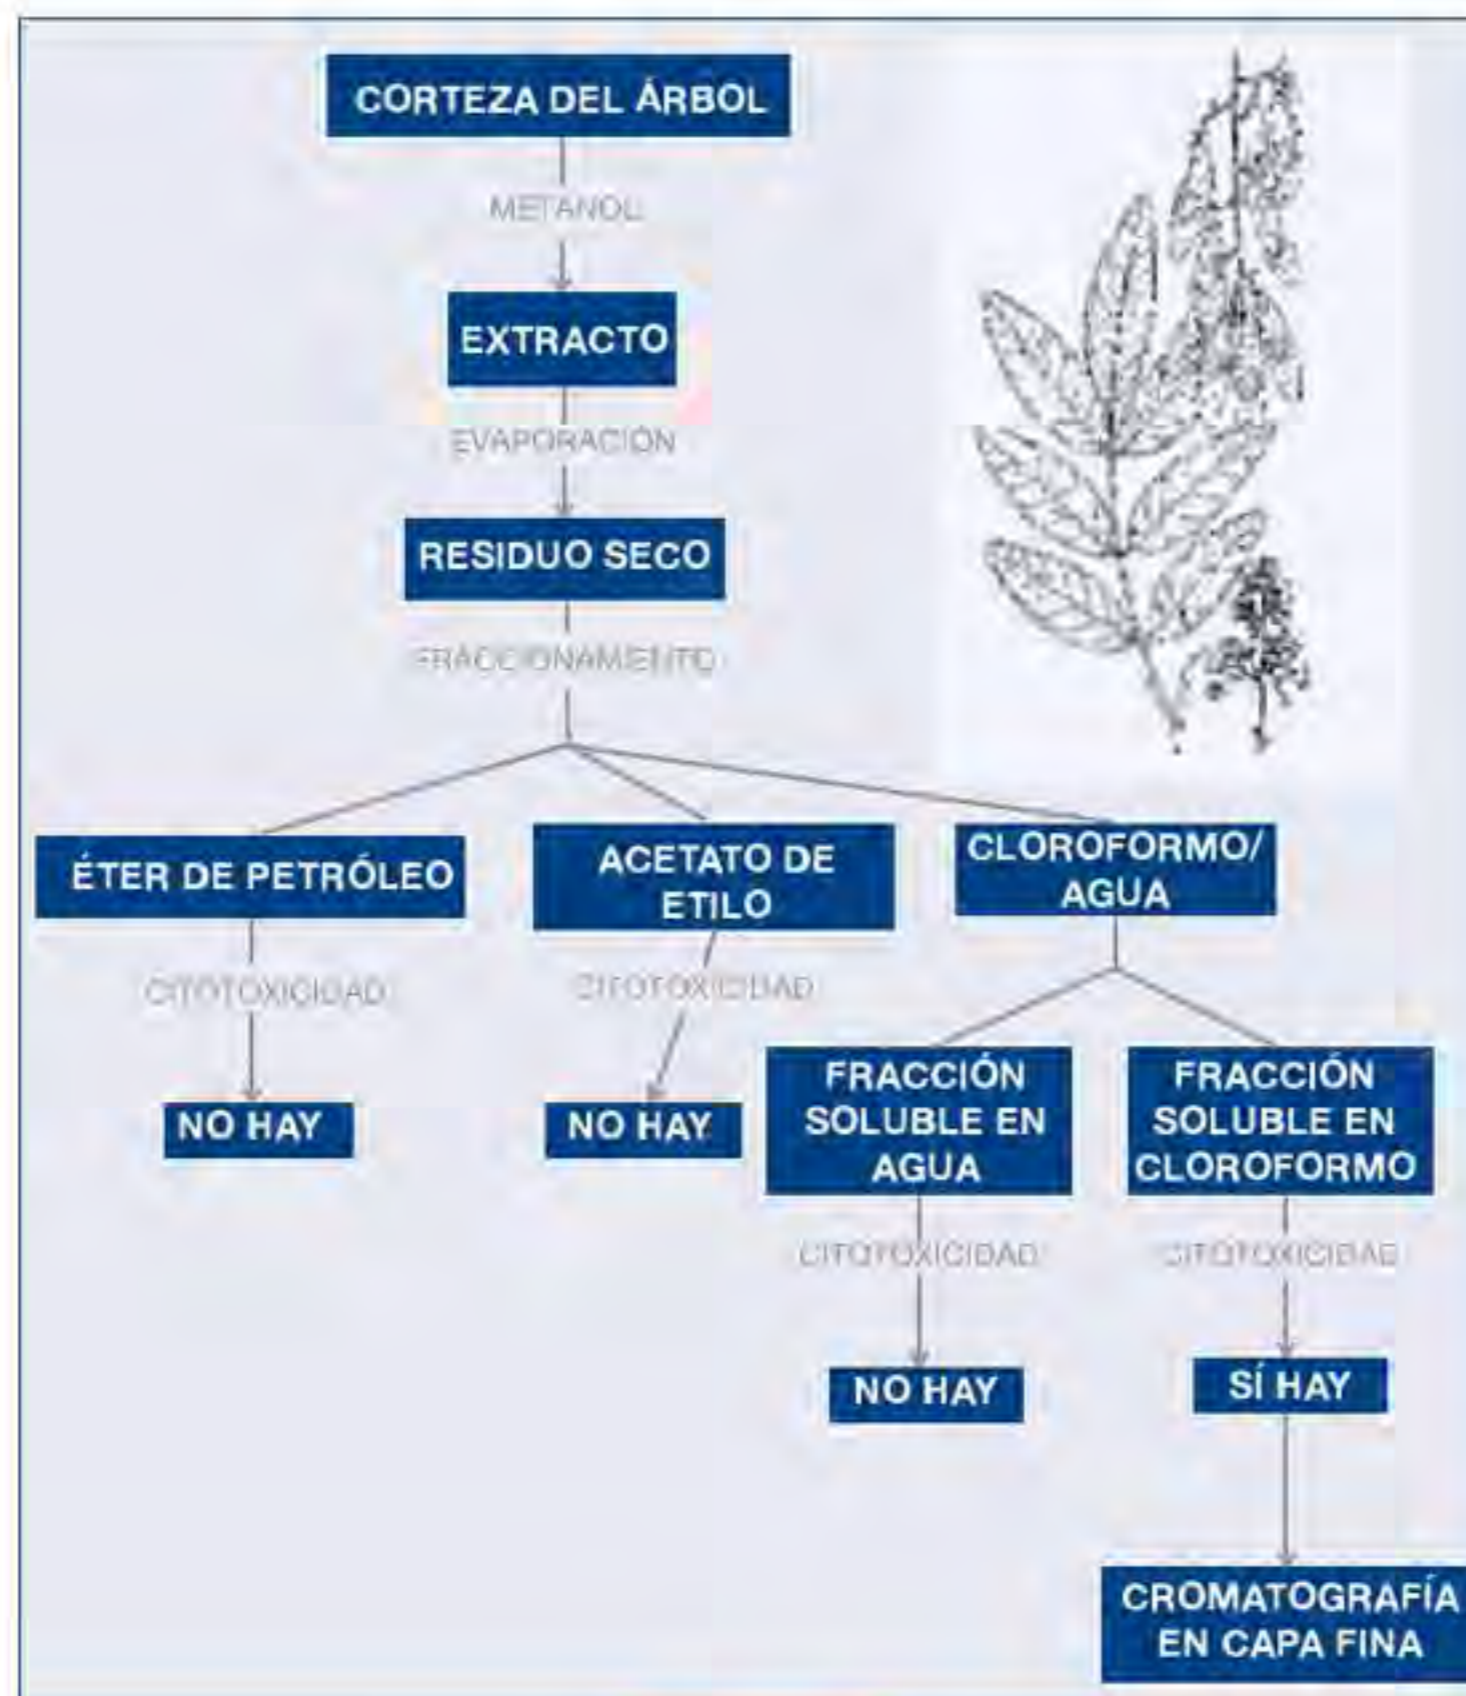 CORTEZA DEL ÁRBOL
METANOL
EXTRACTO
EVAPORACIÓN
RESIDUO SECO
FRACCIONAMIENTO
ÉTER DE PETRÓLEO
ACETATO DE
ETILO
CLOROFORMO/
AGUA
CITOTOXICIDAD
CITOTOXICIDAD
NO HAY
NO HAY
FRACCIÓN
SOLUBLE EN
AGUA
FRACCIÓN
SOLUBLE EN
CLOROFORMO
CITOTOXICIDAD
CITOTOXICIDAD
NO HAY
SÍ HAY
CROMATOGRAFÍA
EN CAPA FINA